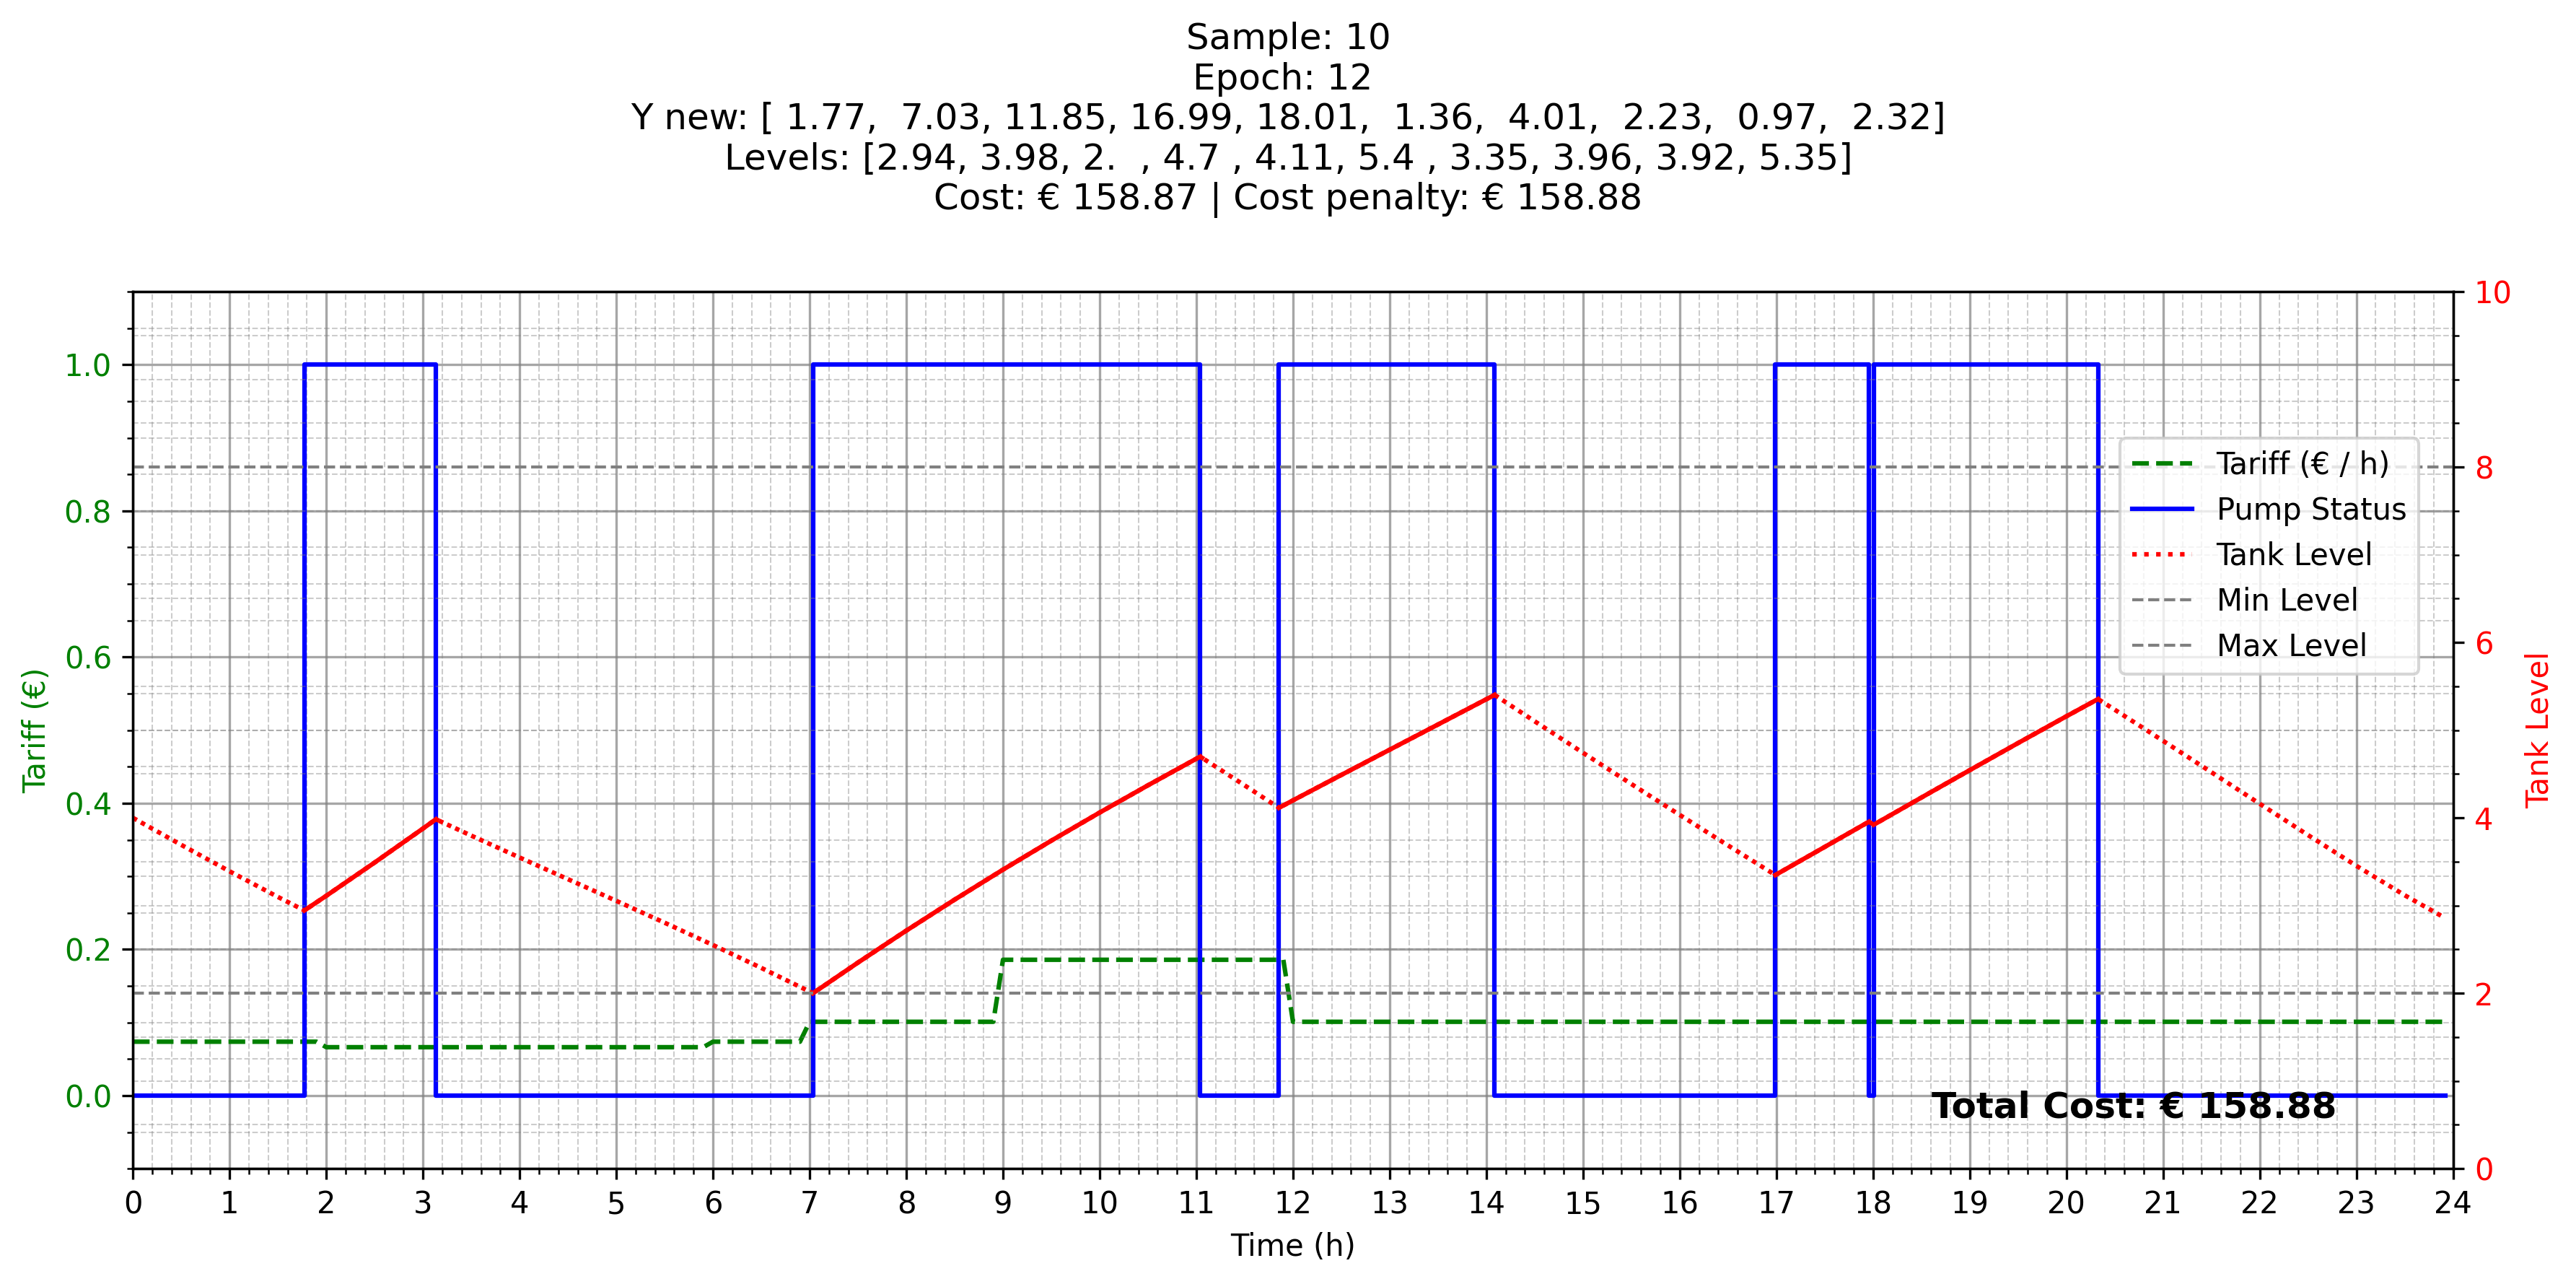 Sample: 10
Epoch: 12
Y new: [ 1.77,  7.03, 11.85, 16.99, 18.01,  1.36,  4.01,  2.23,  0.97,  2.32]
Levels: [2.94, 3.98, 2.  , 4.7 , 4.11, 5.4 , 3.35, 3.96, 3.92, 5.35]
Cost: € 158.87 | Cost penalty: € 158.88
1.0
0.8
0.6
0.4
0.2
0.0
Tariff (€)
10
8
6
4
2
0
Tank Level
Tariff (€ / h)
Pump Status
Tank Level
Min Level
Max Level
Total Cost: € 158.88
0 1 2 3 4 5 6 7 8 9 10 11 12 13 14 15 16 17 18 19 20 21 22 23 24
Time (h)